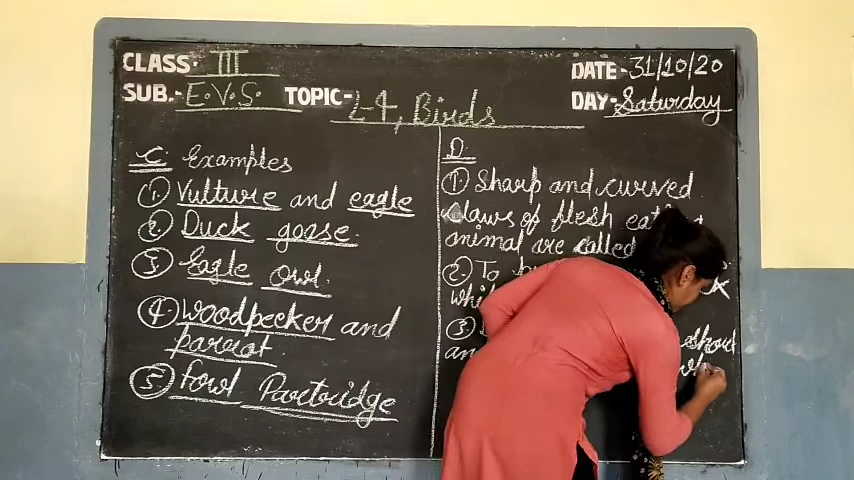 CLASS- III
SUB.- E.V.S.
TOPIC- L-4, Birds
DATE- 31/10/20
DAY- Saturday
C Examples
1. Vulture and eagle
2. Duck goose.
3. Eagle owl.
4 woodpecker and
parrot.
5. Fowl Partridge
D.
1 Sharp and curved
claws of flesh
animal are called
2. To
3
short